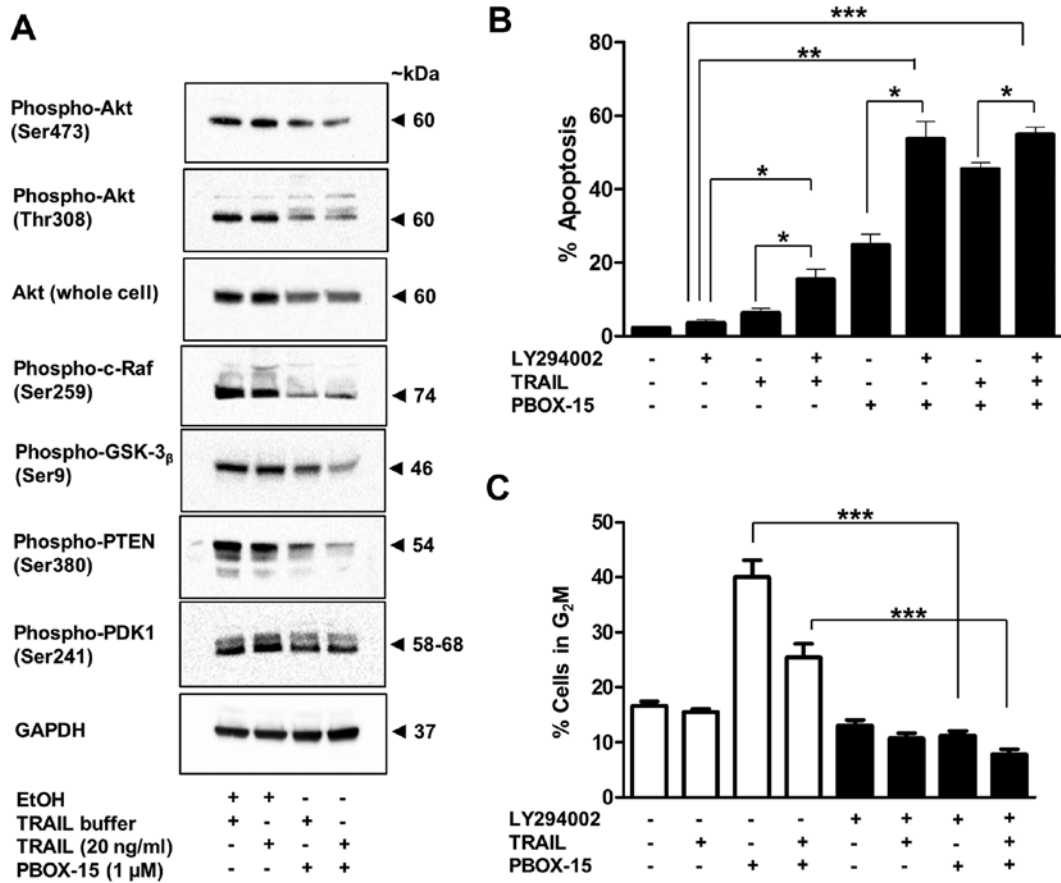 A
~kDa
Phospho-Akt
(Ser473)
◄ 60
Phospho-Akt
(Thr308)
◄ 60
Akt (whole cell)
◄ 60
Phospho-c-Raf
(Ser259)
◄ 74
Phospho-GSK-3β
(Ser9)
◄ 46
Phospho-PTEN
(Ser380)
◄ 54
Phospho-PDK1
(Ser241)
◄ 58-68
GAPDH
◄ 37
EtOH + + - -
TRAIL buffer + - + -
TRAIL (20 ng/ml) - + - +
PBOX-15 (1 µM) - - + +
B
% Apoptosis
80
60
40
20
0
***
**
*
*
*
*
LY294002 - + - + - + - +
TRAIL - - + + - - + +
PBOX-15 - - - - + + + +
C
% Cells in G₂M
50
40
30
20
10
0
***
***
LY294002 - - - - + + + +
TRAIL - + - + - + - +
PBOX-15 - - + + - - + +